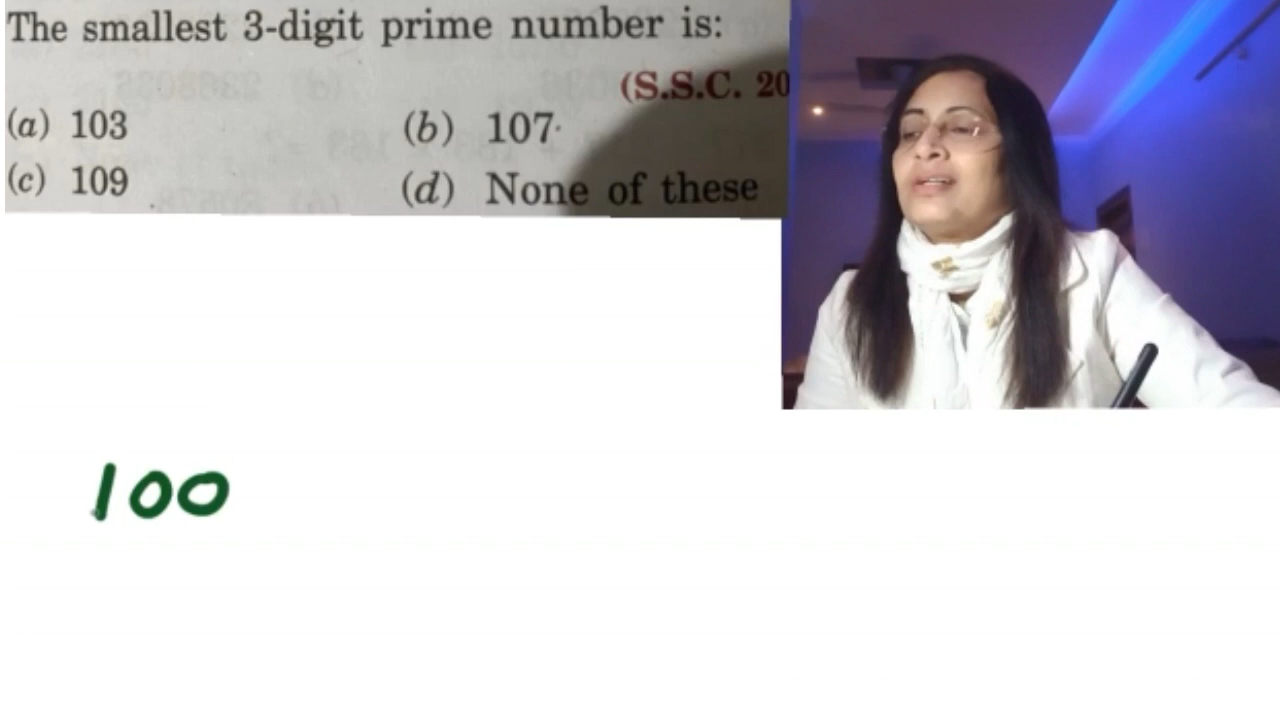 The smallest 3-digit prime number is:
(S.S.C. 20
(a) 103 (b) 107
(c) 109 (d) None of these
100